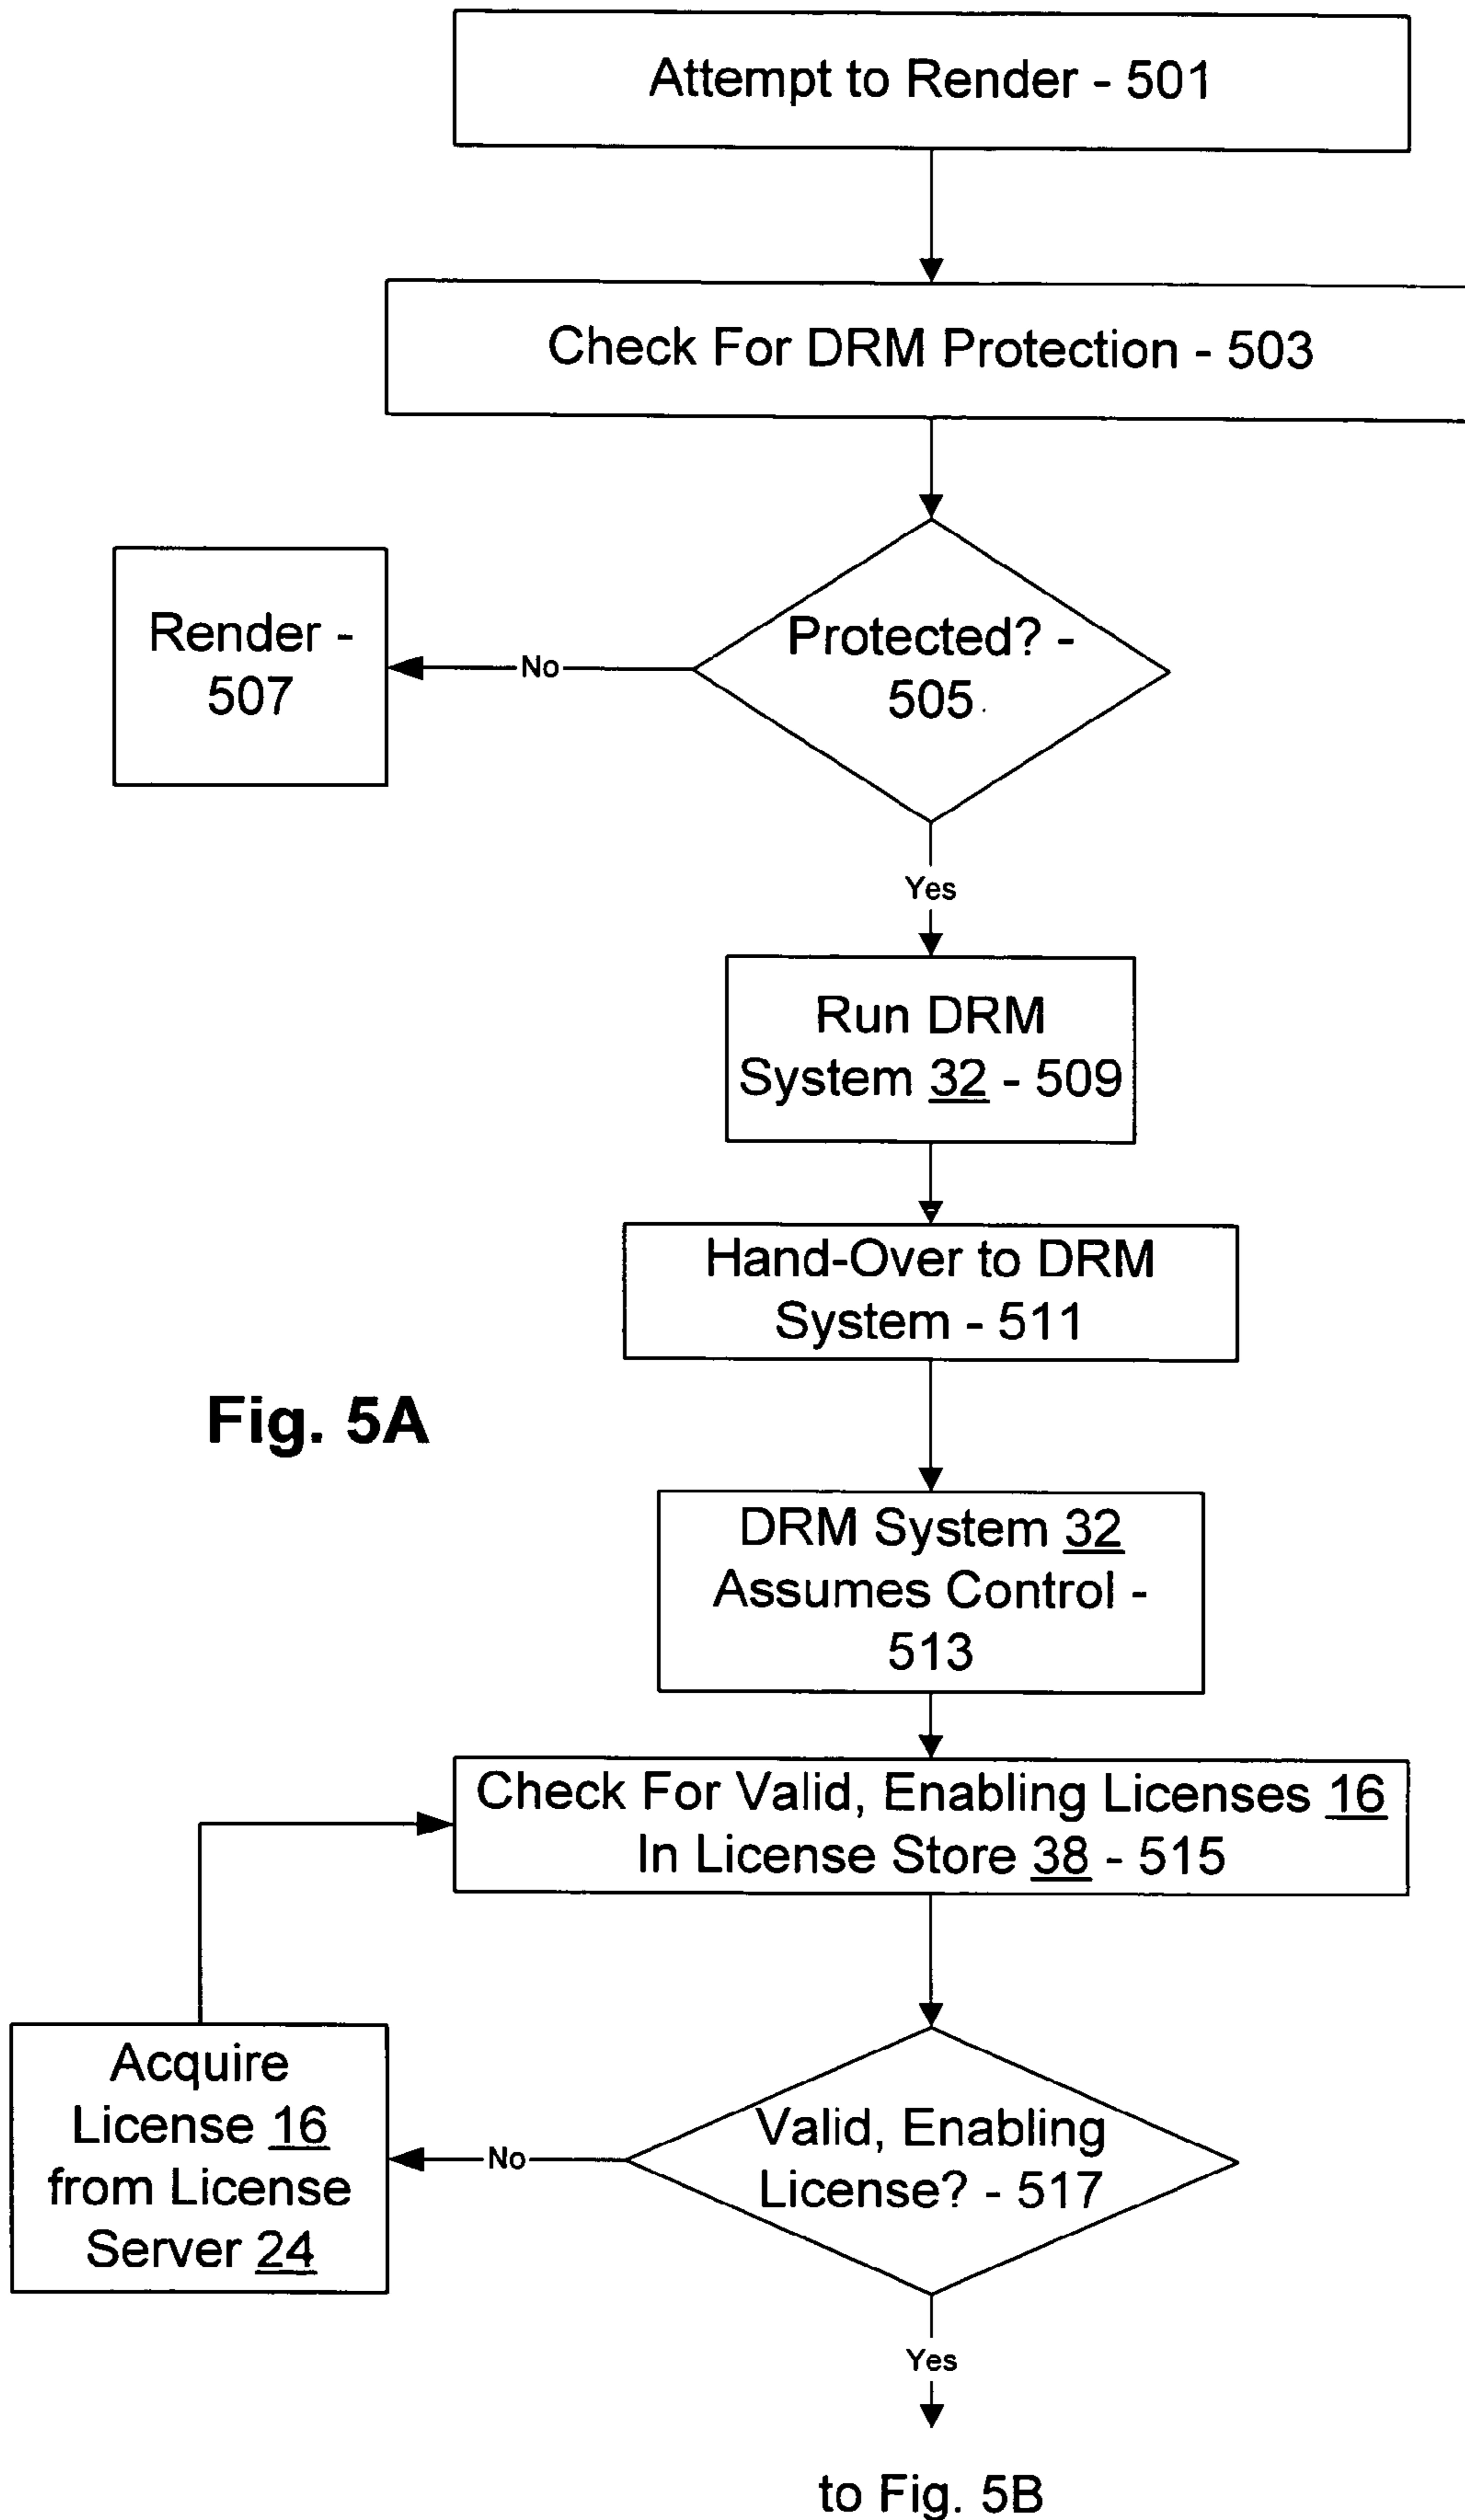 Attempt to Render - 501
Check For DRM Protection - 503
Render -
507
No
Protected? -
505
Yes
Run DRM
System 32 - 509
Hand-Over to DRM
System - 511
Fig. 5A
DRM System 32
Assumes Control -
513
Check For Valid, Enabling Licenses 16
In License Store 38 - 515
Acquire
License 16
from License
Server 24
No
Valid, Enabling
License? - 517
Yes
to Fig. 5B